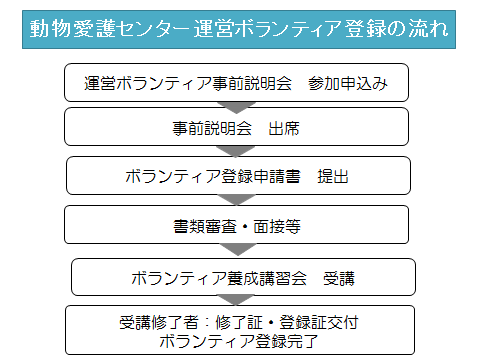 動物愛護センター運営ボランティア登録の流れ
運営ボランティア事前説明会　参加申込み
事前説明会　出席
ボランティア登録申請書　提出
書類審査・面接等
ボランティア養成講習会　受講
受講修了者：修了証・登録証交付
ボランティア登録完了